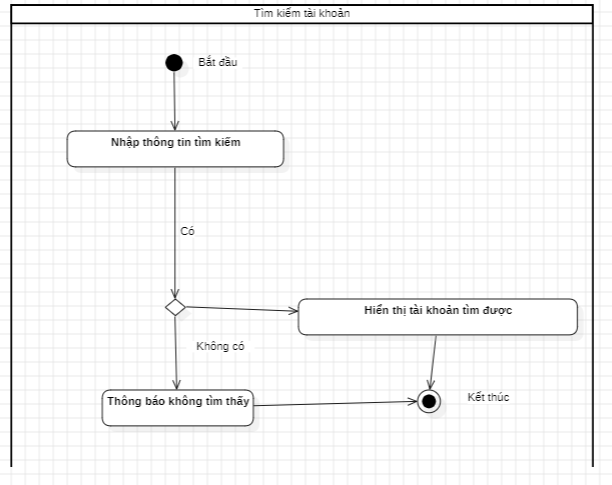 Tìm kiếm tài khoản
Bắt đầu
Nhập thông tin tìm kiếm
Có
Hiển thị tài khoản tìm được
Không có
Thông báo không tìm thấy
Kết thúc